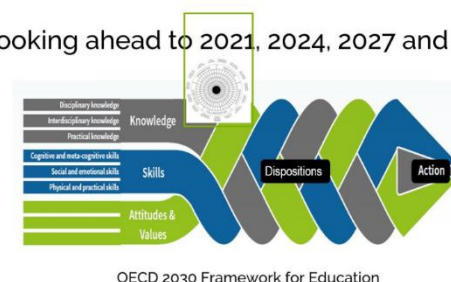 ooking ahead to 2021, 2024, 2027 and
Disciplinary knowledge
Interdisciplinary knowledge
Practical knowledge
Knowledge
Cognitive and meta-cognitive skills
Social and emotional skills
Physical and practical skills
Skills
Attitudes &
Values
Dispositions
Action
OECD 2030 Framework for Education